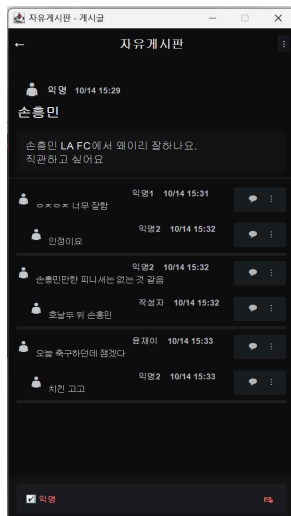 자유게시판 - 게시글
자유게시판
익명 10/14 15:29
손흥민
손흥민 LA FC에서 왜이리 잘하나요.
직관하고 싶어요
익명1 10/14 15:31
ㅇㅈㅇㅈ 너무 잘함
익명2 10/14 15:32
인정이요
익명2 10/14 15:32
손흥민만한 피니셔는 없는 것 같음
작성자 10/14 15:32
호날두 위 손흥민
윤재이 10/14 15:33
오늘 축구하던데 챔겠다
익명2 10/14 15:33
치킨 고고
익명